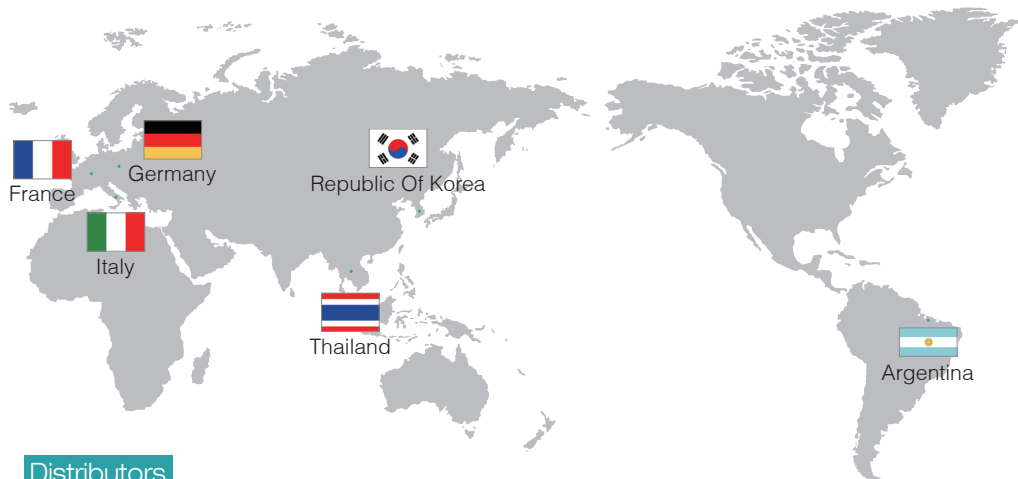 Germany
Republic Of Korea
France
Italy
Thailand
Argentina
Distributors